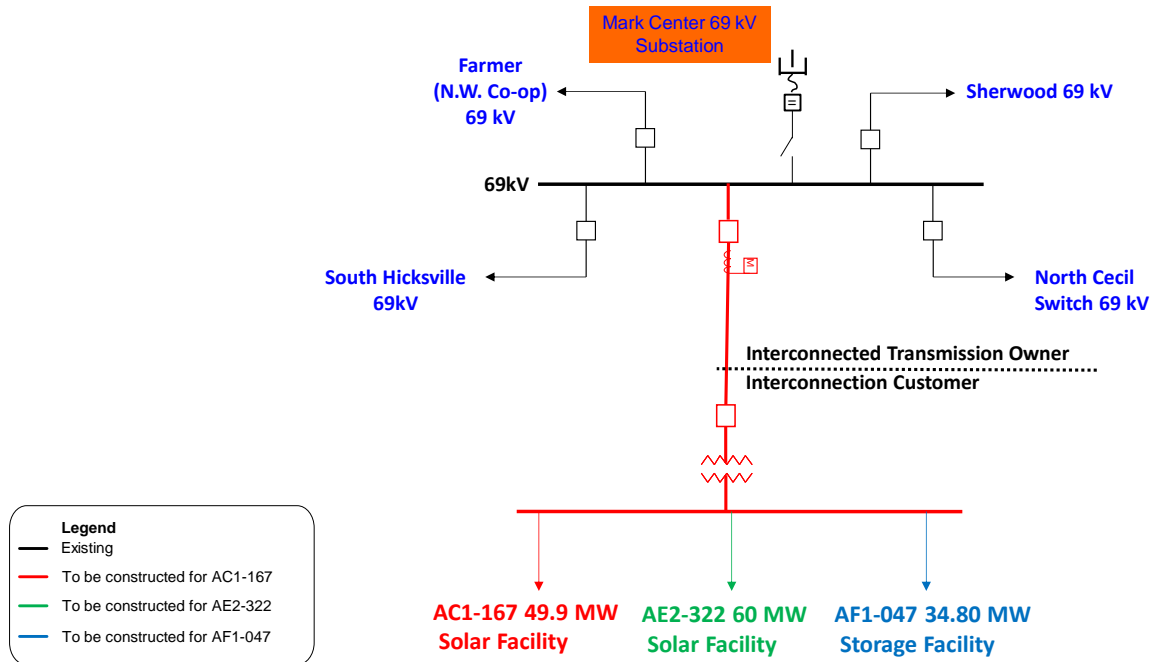 Mark Center 69 kV
Substation
Farmer
(N.W. Co-op)
69 kV
Sherwood 69 kV
69kV
South Hicksville
69kV
M
North Cecil
Switch 69 kV
Interconnected Transmission Owner
Interconnection Customer
Legend
Existing
To be constructed for AC1-167
To be constructed for AE2-322
To be constructed for AF1-047
AC1-167 49.9 MW
Solar Facility
AE2-322 60 MW
Solar Facility
AF1-047 34.80 MW
Storage Facility